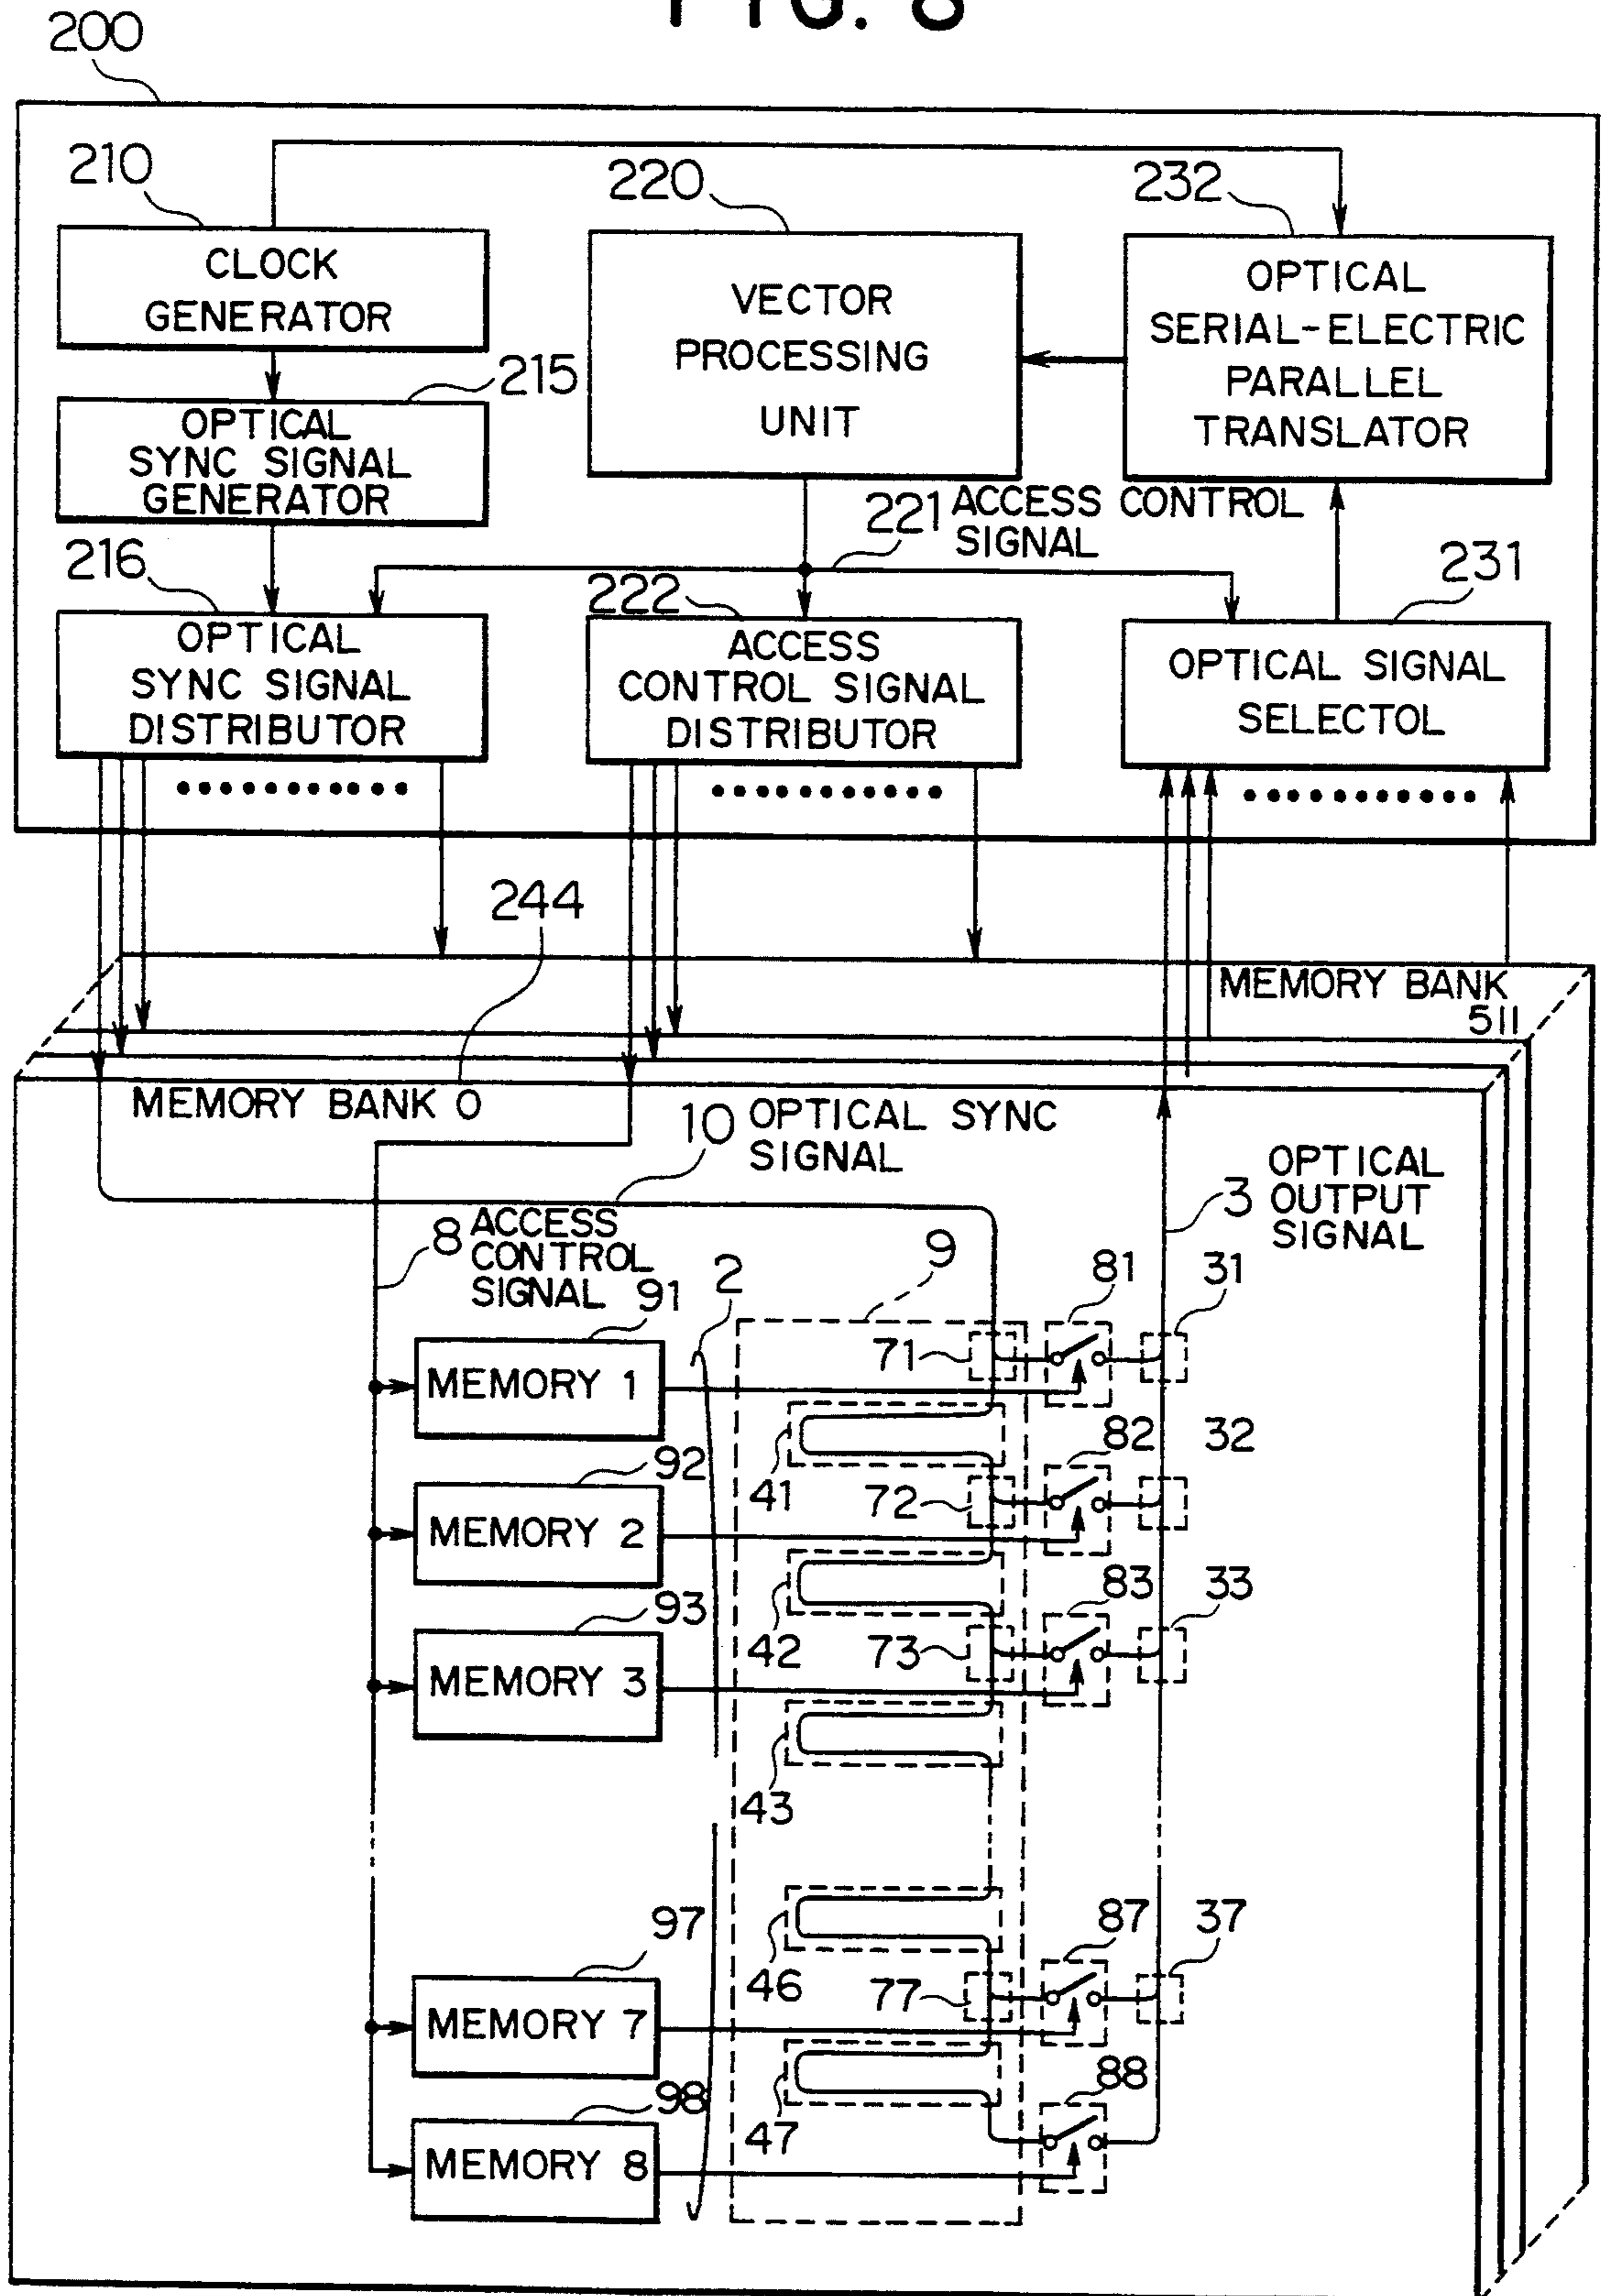 FIG. 8
200
210
220
232
CLOCK
GENERATOR
VECTOR
PROCESSING
UNIT
OPTICAL
SERIAL-ELECTRIC
PARALLEL
TRANSLATOR
215
OPTICAL
SYNC SIGNAL
GENERATOR
221 ACCESS CONTROL
SIGNAL
216
222
231
OPTICAL
SYNC SIGNAL
DISTRIBUTOR
ACCESS
CONTROL SIGNAL
DISTRIBUTOR
OPTICAL SIGNAL
SELECTOL
244
MEMORY BANK
511
MEMORY BANK 0
10 OPTICAL SYNC
SIGNAL
3 OPTICAL
OUTPUT
SIGNAL
8 ACCESS
CONTROL
SIGNAL
91
2
9
81
31
MEMORY 1
71
41
92
82
32
MEMORY 2
72
42
93
83
33
MEMORY 3
73
43
46
97
87
37
MEMORY 7
77
47
98
88
MEMORY 8